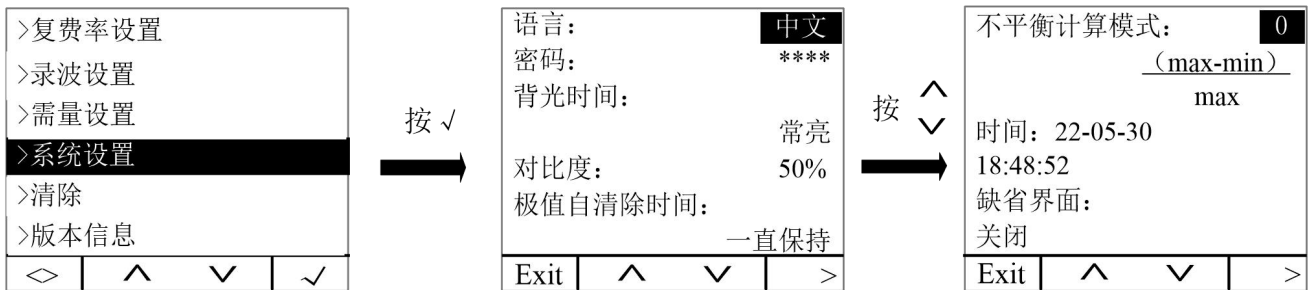 >复费率设置
>录波设置
>需量设置
>系统设置
>清除
>版本信息
<> ∧ ∨ √
按 √
语言： 中文
密码： ****
背光时间：
常亮
对比度： 50%
极值自清除时间：
一直保持
Exit ∧ ∨ >
按 ∧
∨
不平衡计算模式： 0
（max-min）
max
时间：22-05-30
18:48:52
缺省界面：
关闭
Exit ∧ ∨ >